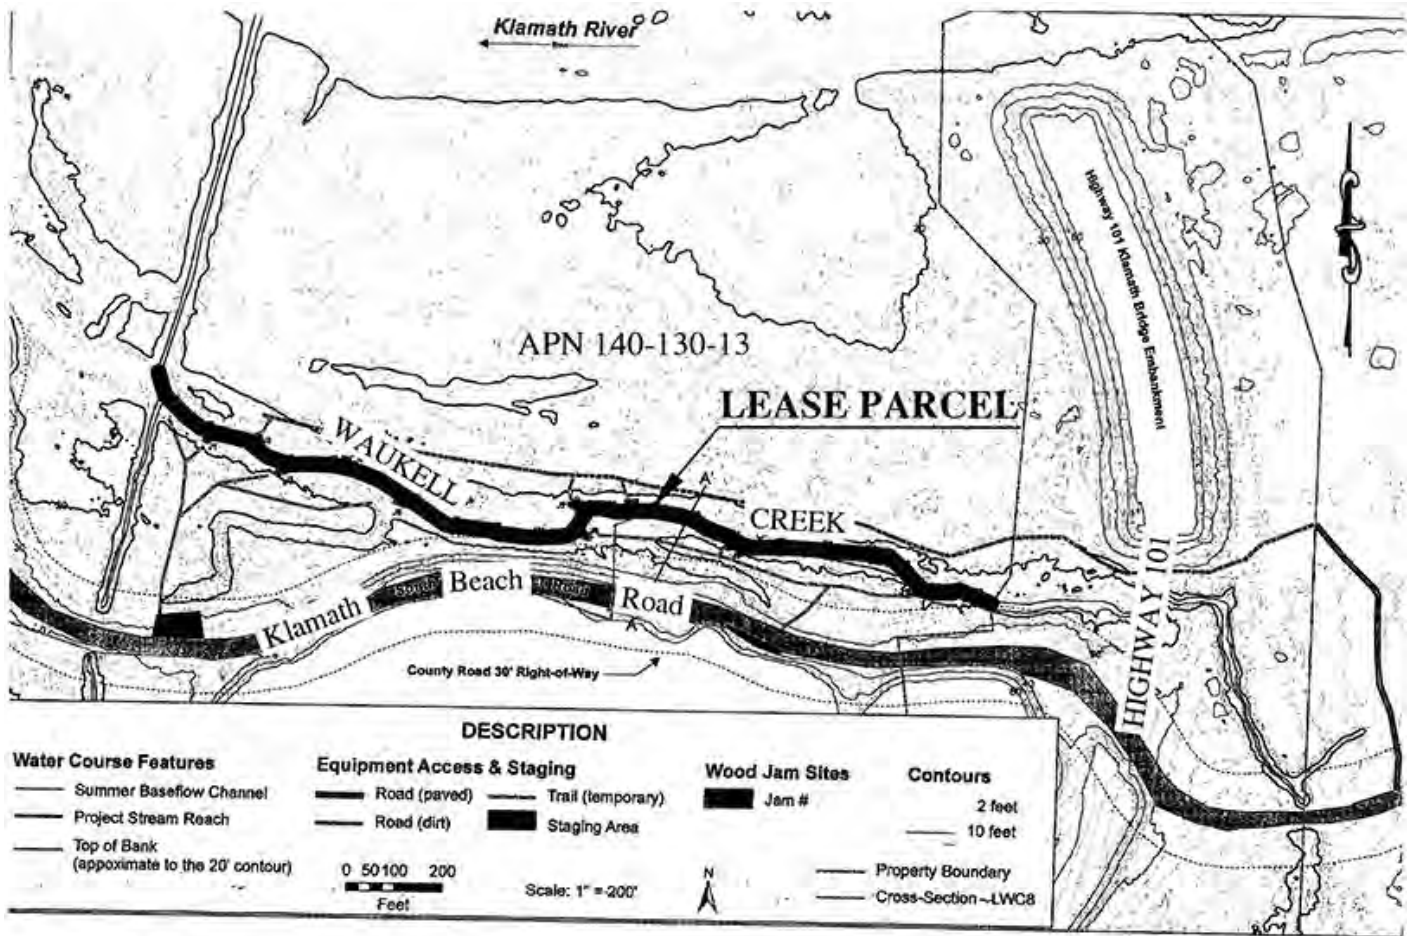 Klamath River
Highway 101 Klamath Bridge Embankment
APN 140-130-13
LEASE PARCEL
WAUKELL
CREEK
A'
Klamath
Beach
Road
Road
A
HIGHWAY 101
County Road 30' Right-of-Way
DESCRIPTION
Water Course Features
Summer Baseflow Channel
Project Stream Reach
Top of Bank
(appoximate to the 20' contour)
Equipment Access & Staging
Road (paved)
Trail (temporary)
Road (dirt)
Staging Area
0 50 100 200
Feet
Scale: 1" = 200'
N
Wood Jam Sites
Jam #
Contours
2 feet
10 feet
Property Boundary
Cross-Section - LWC8